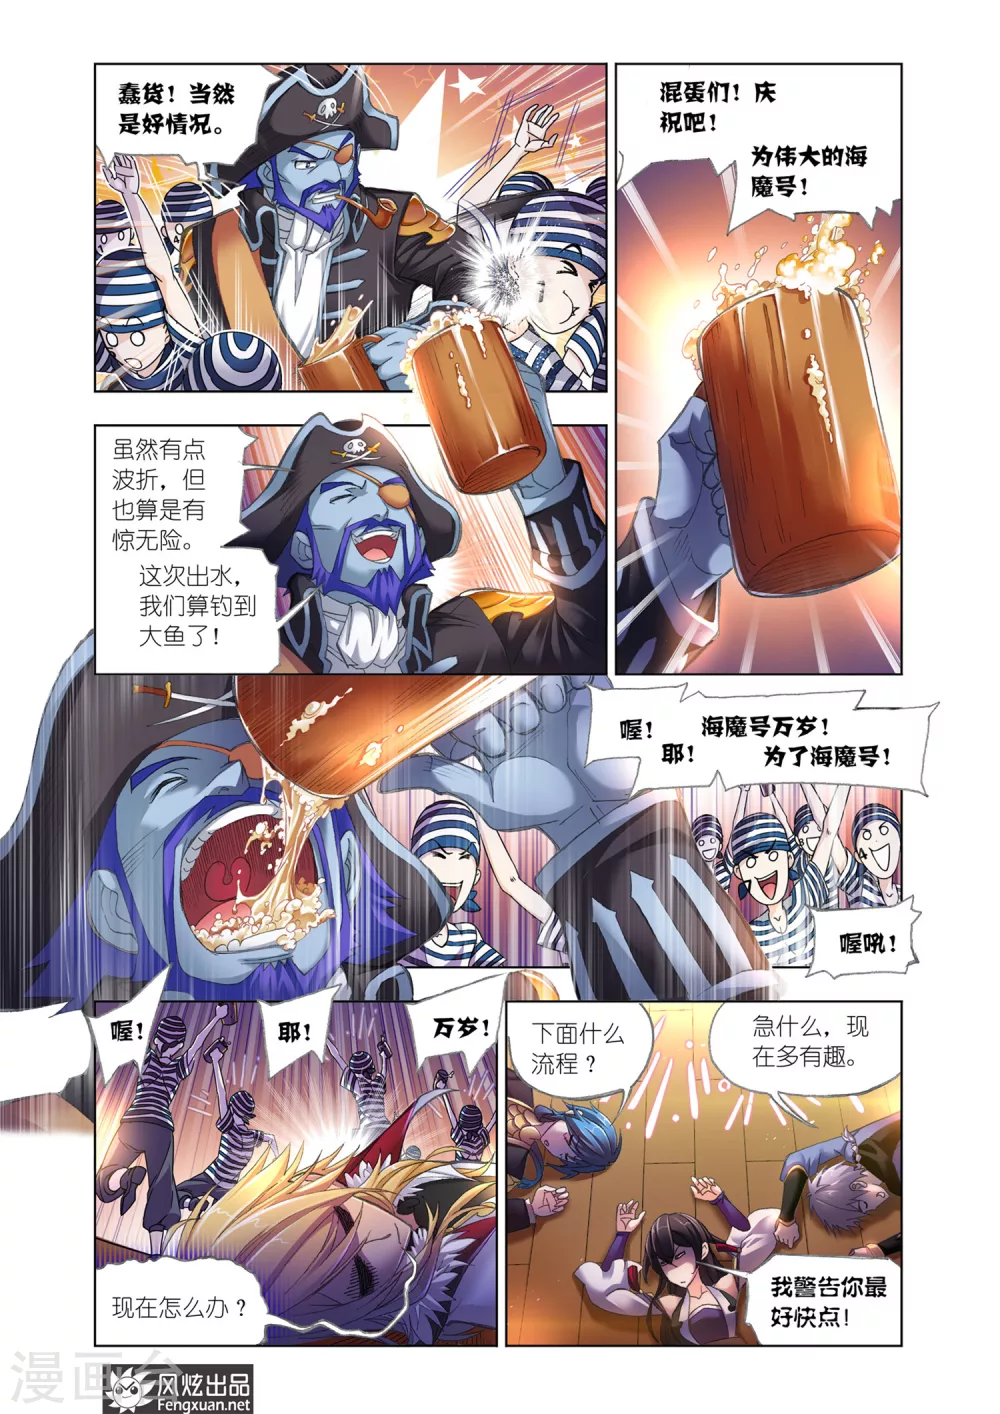 蠢货！当然
是好情况。
混蛋们！庆
祝吧！
为伟大的海
魔号！
虽然有点
波折，但
也算是有
惊无险。
这次出水，
我们算钓到
大鱼了！
喔！
耶！
海魔号万岁！
为了海魔号！
喔吼！
喔！
耶！
万岁！
现在怎么办？
下面什么
流程？
急什么，现
在多有趣。
我警告你最
好快点！
漫画台
风炫出品
Fengxuan.net